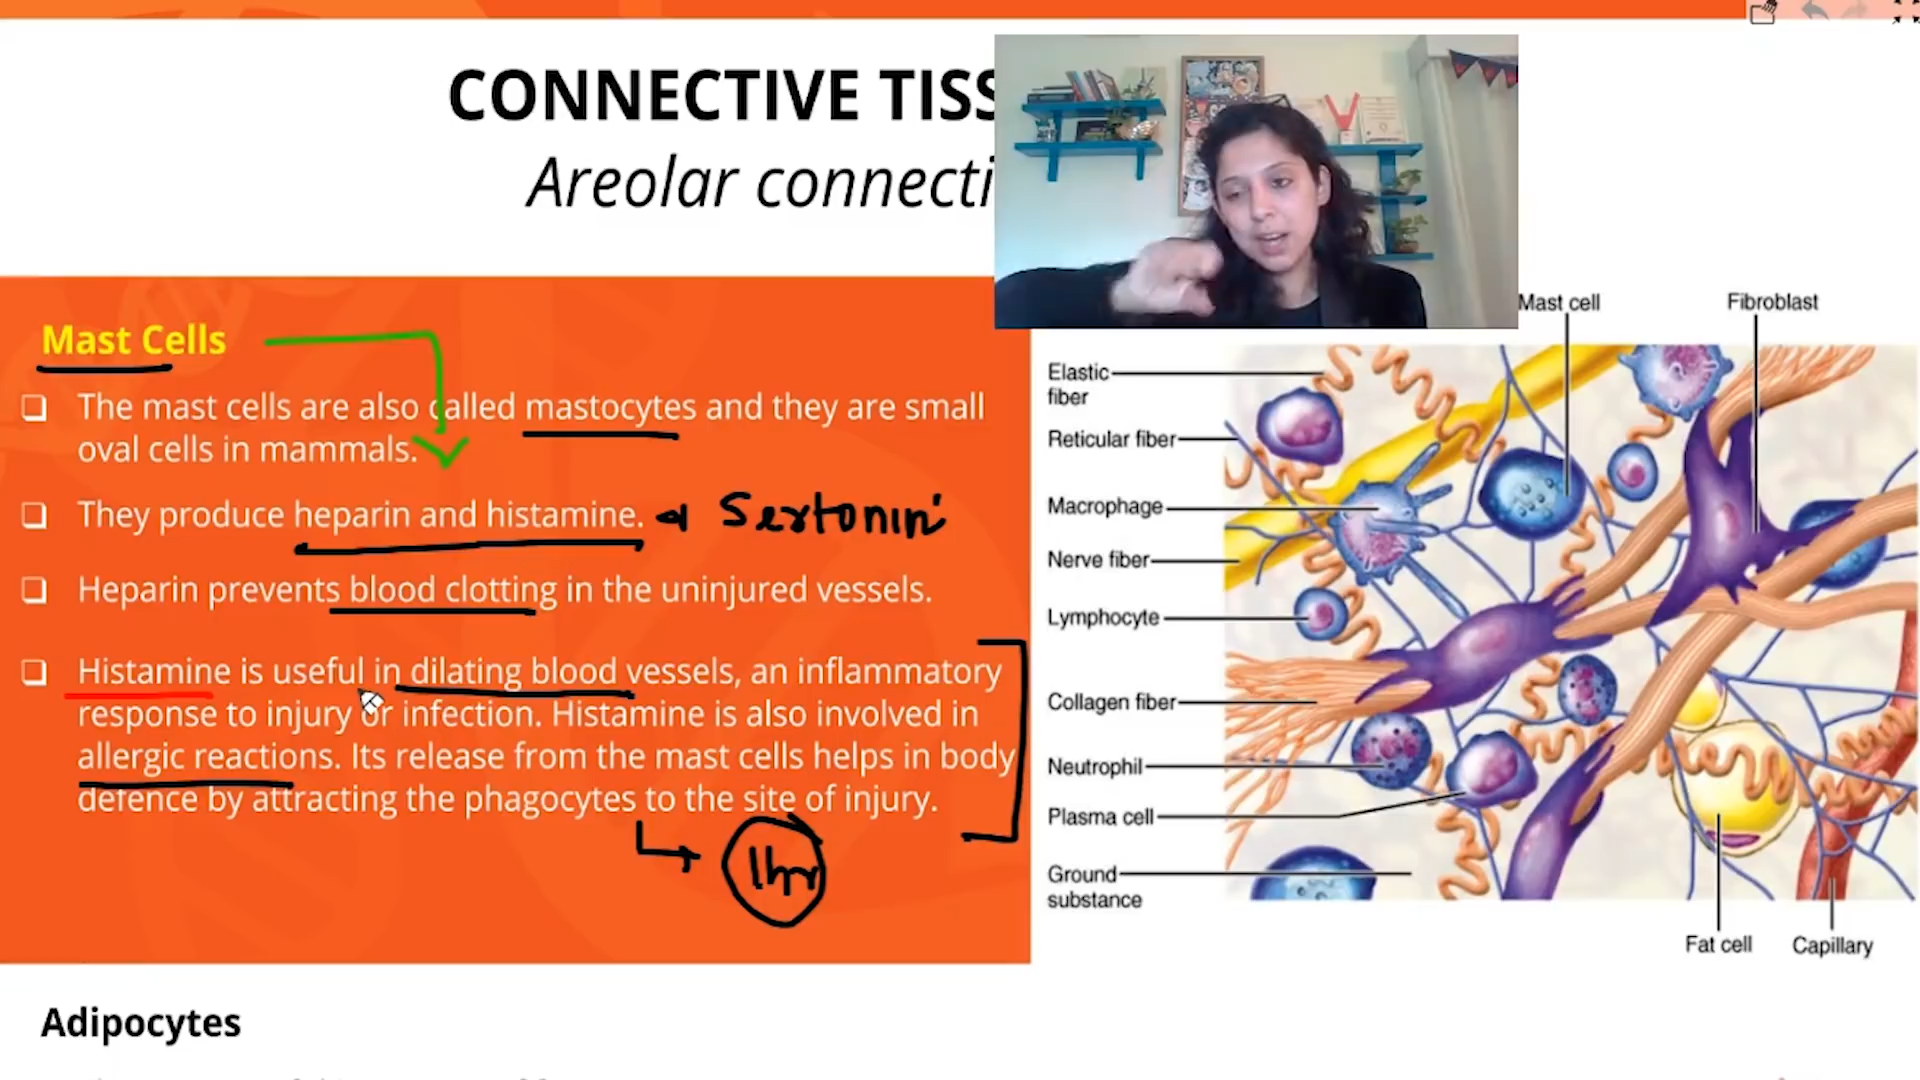 CONNECTIVE TISS
Areolar connecti
Mast Cells
The mast cells are also called mastocytes and they are small
oval cells in mammals.
They produce heparin and histamine. Sertonin
Heparin prevents blood clotting in the uninjured vessels.
Histamine is useful in dilating blood vessels, an inflammatory
response to injury or infection. Histamine is also involved in
allergic reactions. Its release from the mast cells helps in body
defence by attracting the phagocytes to the site of injury.
1hr
Mast cell
Fibroblast
Elastic
fiber
Reticular fiber
Macrophage
Nerve fiber
Lymphocyte
Collagen fiber
Neutrophil
Plasma cell
Ground
substance
Fat cell
Capillary
Adipocytes